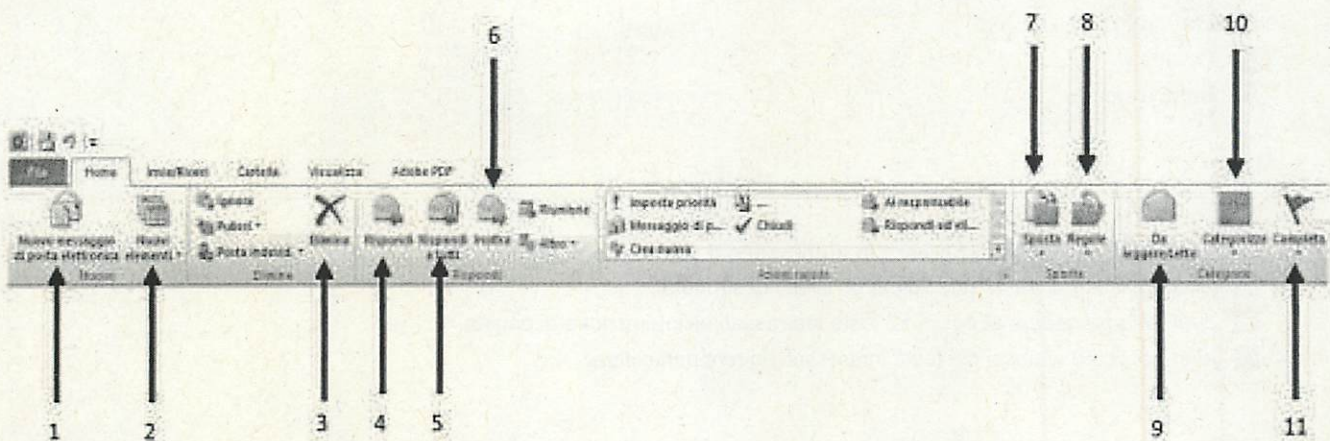 6 7 8 10
File Home Invia/Ricevi Cartella Visualizza Adobe PDF
Nuovo messaggio di posta elettronica
Nuovi elementi
Ignora
Pulisci
Posta indesid.
Elimina
Rispondi
Rispondi a tutti
Inoltra
Riunione
Altro
Imposta priorità
Messaggio di p...
Crea nuova
...
Chiudi
Al responsabile
Rispondi ed eli...
Sposta
Regole
Da leggere/Letta
Categorizza
Completa
Nuovo Elimina Rispondi Azioni rapide Sposta Categorie
1 2 3 4 5 9 11